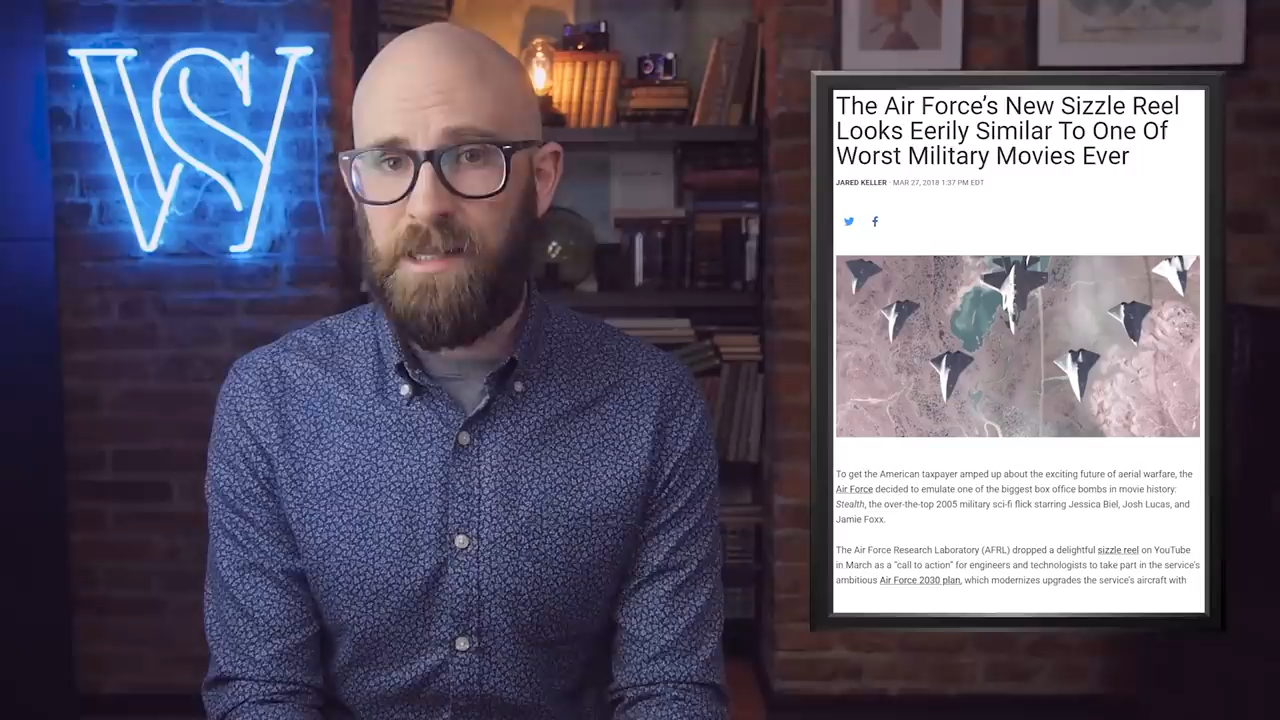 WS
The Air Force's New Sizzle Reel
Looks Eerily Similar To One Of
Worst Military Movies Ever
JARED KELLER · MAR 27, 2018 1:37 PM EDT
To get the American taxpayer amped up about the exciting future of aerial warfare, the
Air Force decided to emulate one of the biggest box office bombs in movie history:
Stealth, the over-the-top 2005 military sci-fi flick starring Jessica Biel, Josh Lucas, and
Jamie Foxx.
The Air Force Research Laboratory (AFRL) dropped a delightful sizzle reel on YouTube
in March as a "call to action" for engineers and technologists to take part in the service's
ambitious Air Force 2030 plan, which modernizes upgrades the service's aircraft with